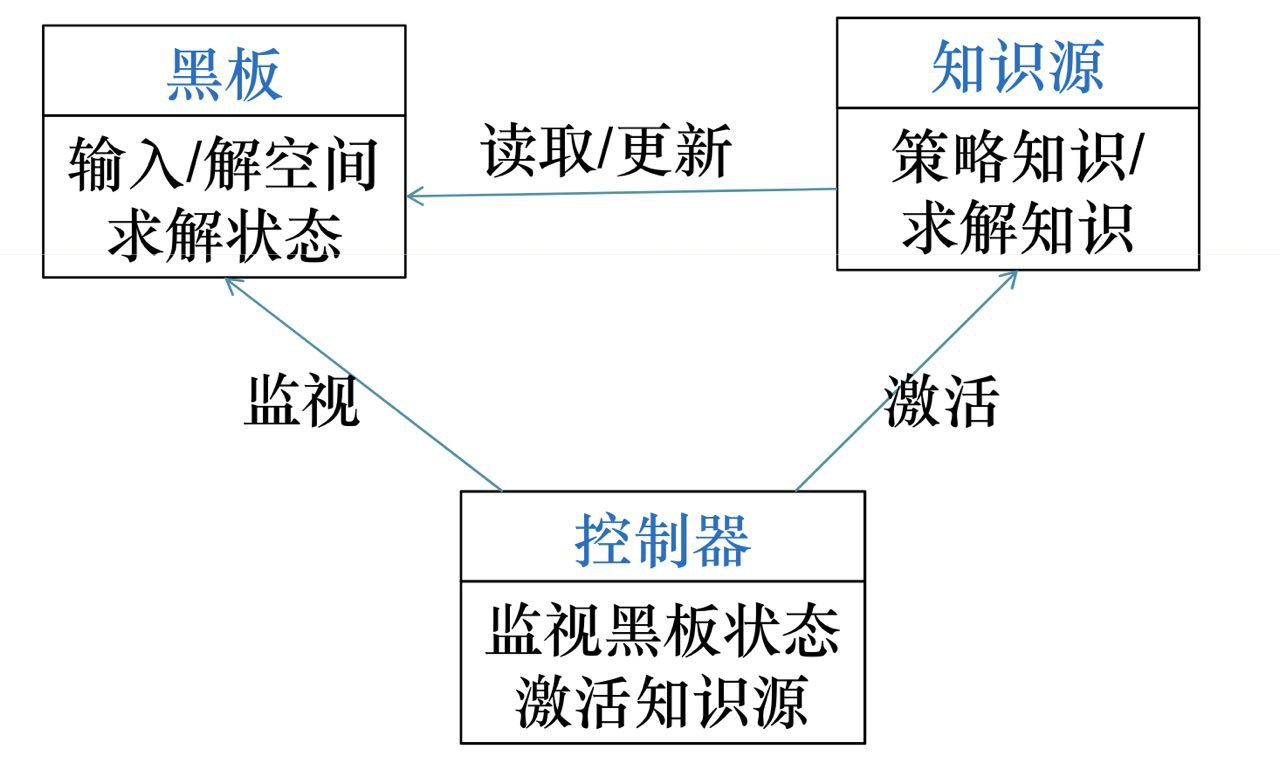 黑板
输入/解空间
求解状态
读取/更新
知识源
策略知识/
求解知识
监视
激活
控制器
监视黑板状态
激活知识源